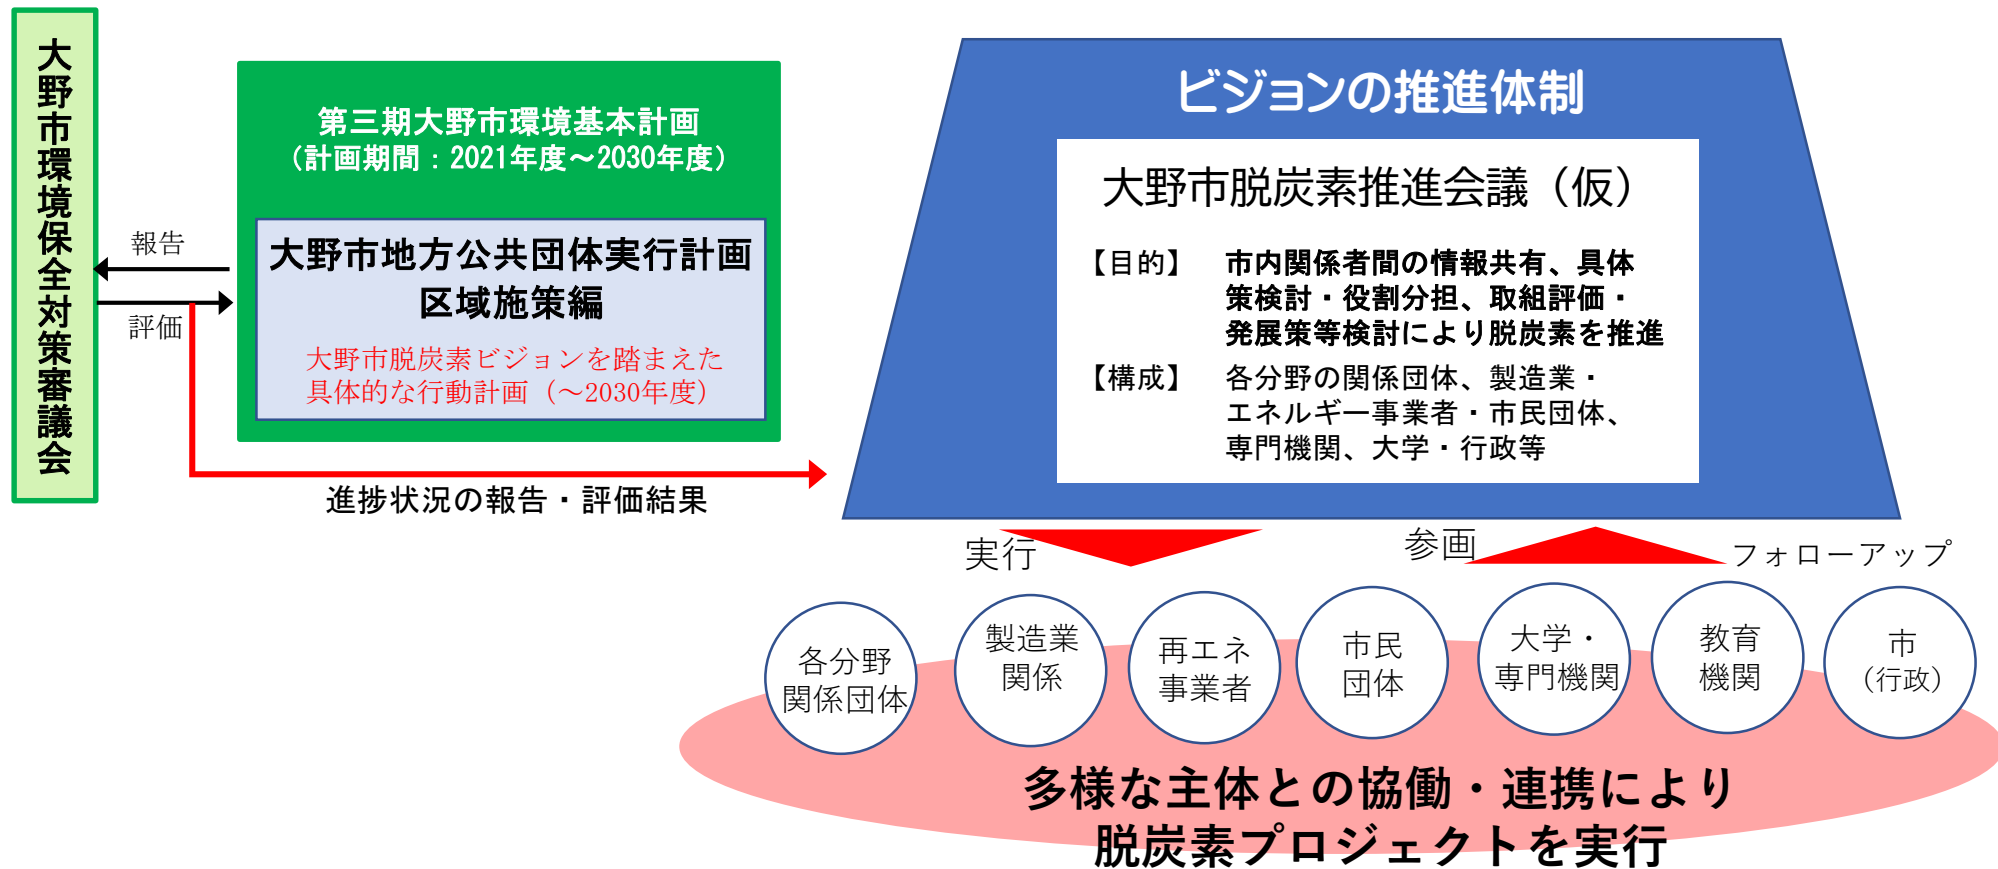 大野市環境保全対策審議会
報告
評価
第三期大野市環境基本計画
（計画期間：2021年度～2030年度）
大野市地方公共団体実行計画
区域施策編
大野市脱炭素ビジョンを踏まえた
具体的な行動計画（～2030年度）
進捗状況の報告・評価結果
ビジョンの推進体制
大野市脱炭素推進会議（仮）
【目的】 市内関係者間の情報共有、具体
策検討・役割分担、取組評価・
発展策等検討により脱炭素を推進
【構成】 各分野の関係団体、製造業・
エネルギー事業者・市民団体、
専門機関、大学・行政等
実行
参画
フォローアップ
各分野
関係団体
製造業
関係
再エネ
事業者
市民
団体
大学・
専門機関
教育
機関
市
（行政）
多様な主体との協働・連携により
脱炭素プロジェクトを実行